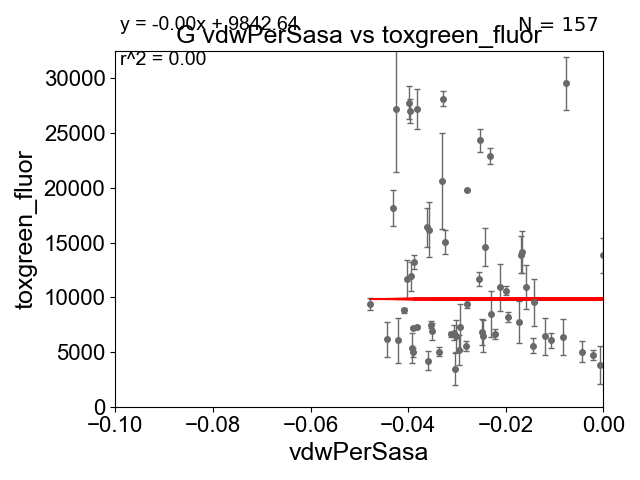 y = -0.00x + 9842.64
N = 157
G vdwPerSasa vs toxgreen_fluor
r^2 = 0.00
toxgreen_fluor
30000
25000
20000
15000
10000
5000
0
−0.10 −0.08 −0.06 −0.04 −0.02 0.00
vdwPerSasa